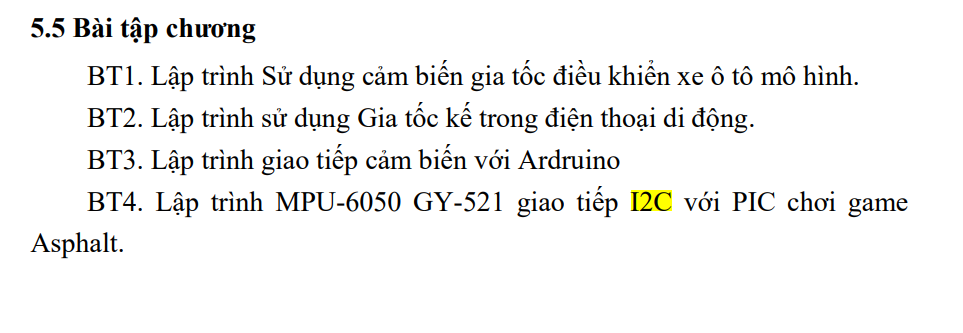 5.5 Bài tập chương
BT1. Lập trình Sử dụng cảm biến gia tốc điều khiển xe ô tô mô hình.
BT2. Lập trình sử dụng Gia tốc kế trong điện thoại di động.
BT3. Lập trình giao tiếp cảm biến với Ardruino
BT4. Lập trình MPU-6050 GY-521 giao tiếp I2C với PIC chơi game
Asphalt.